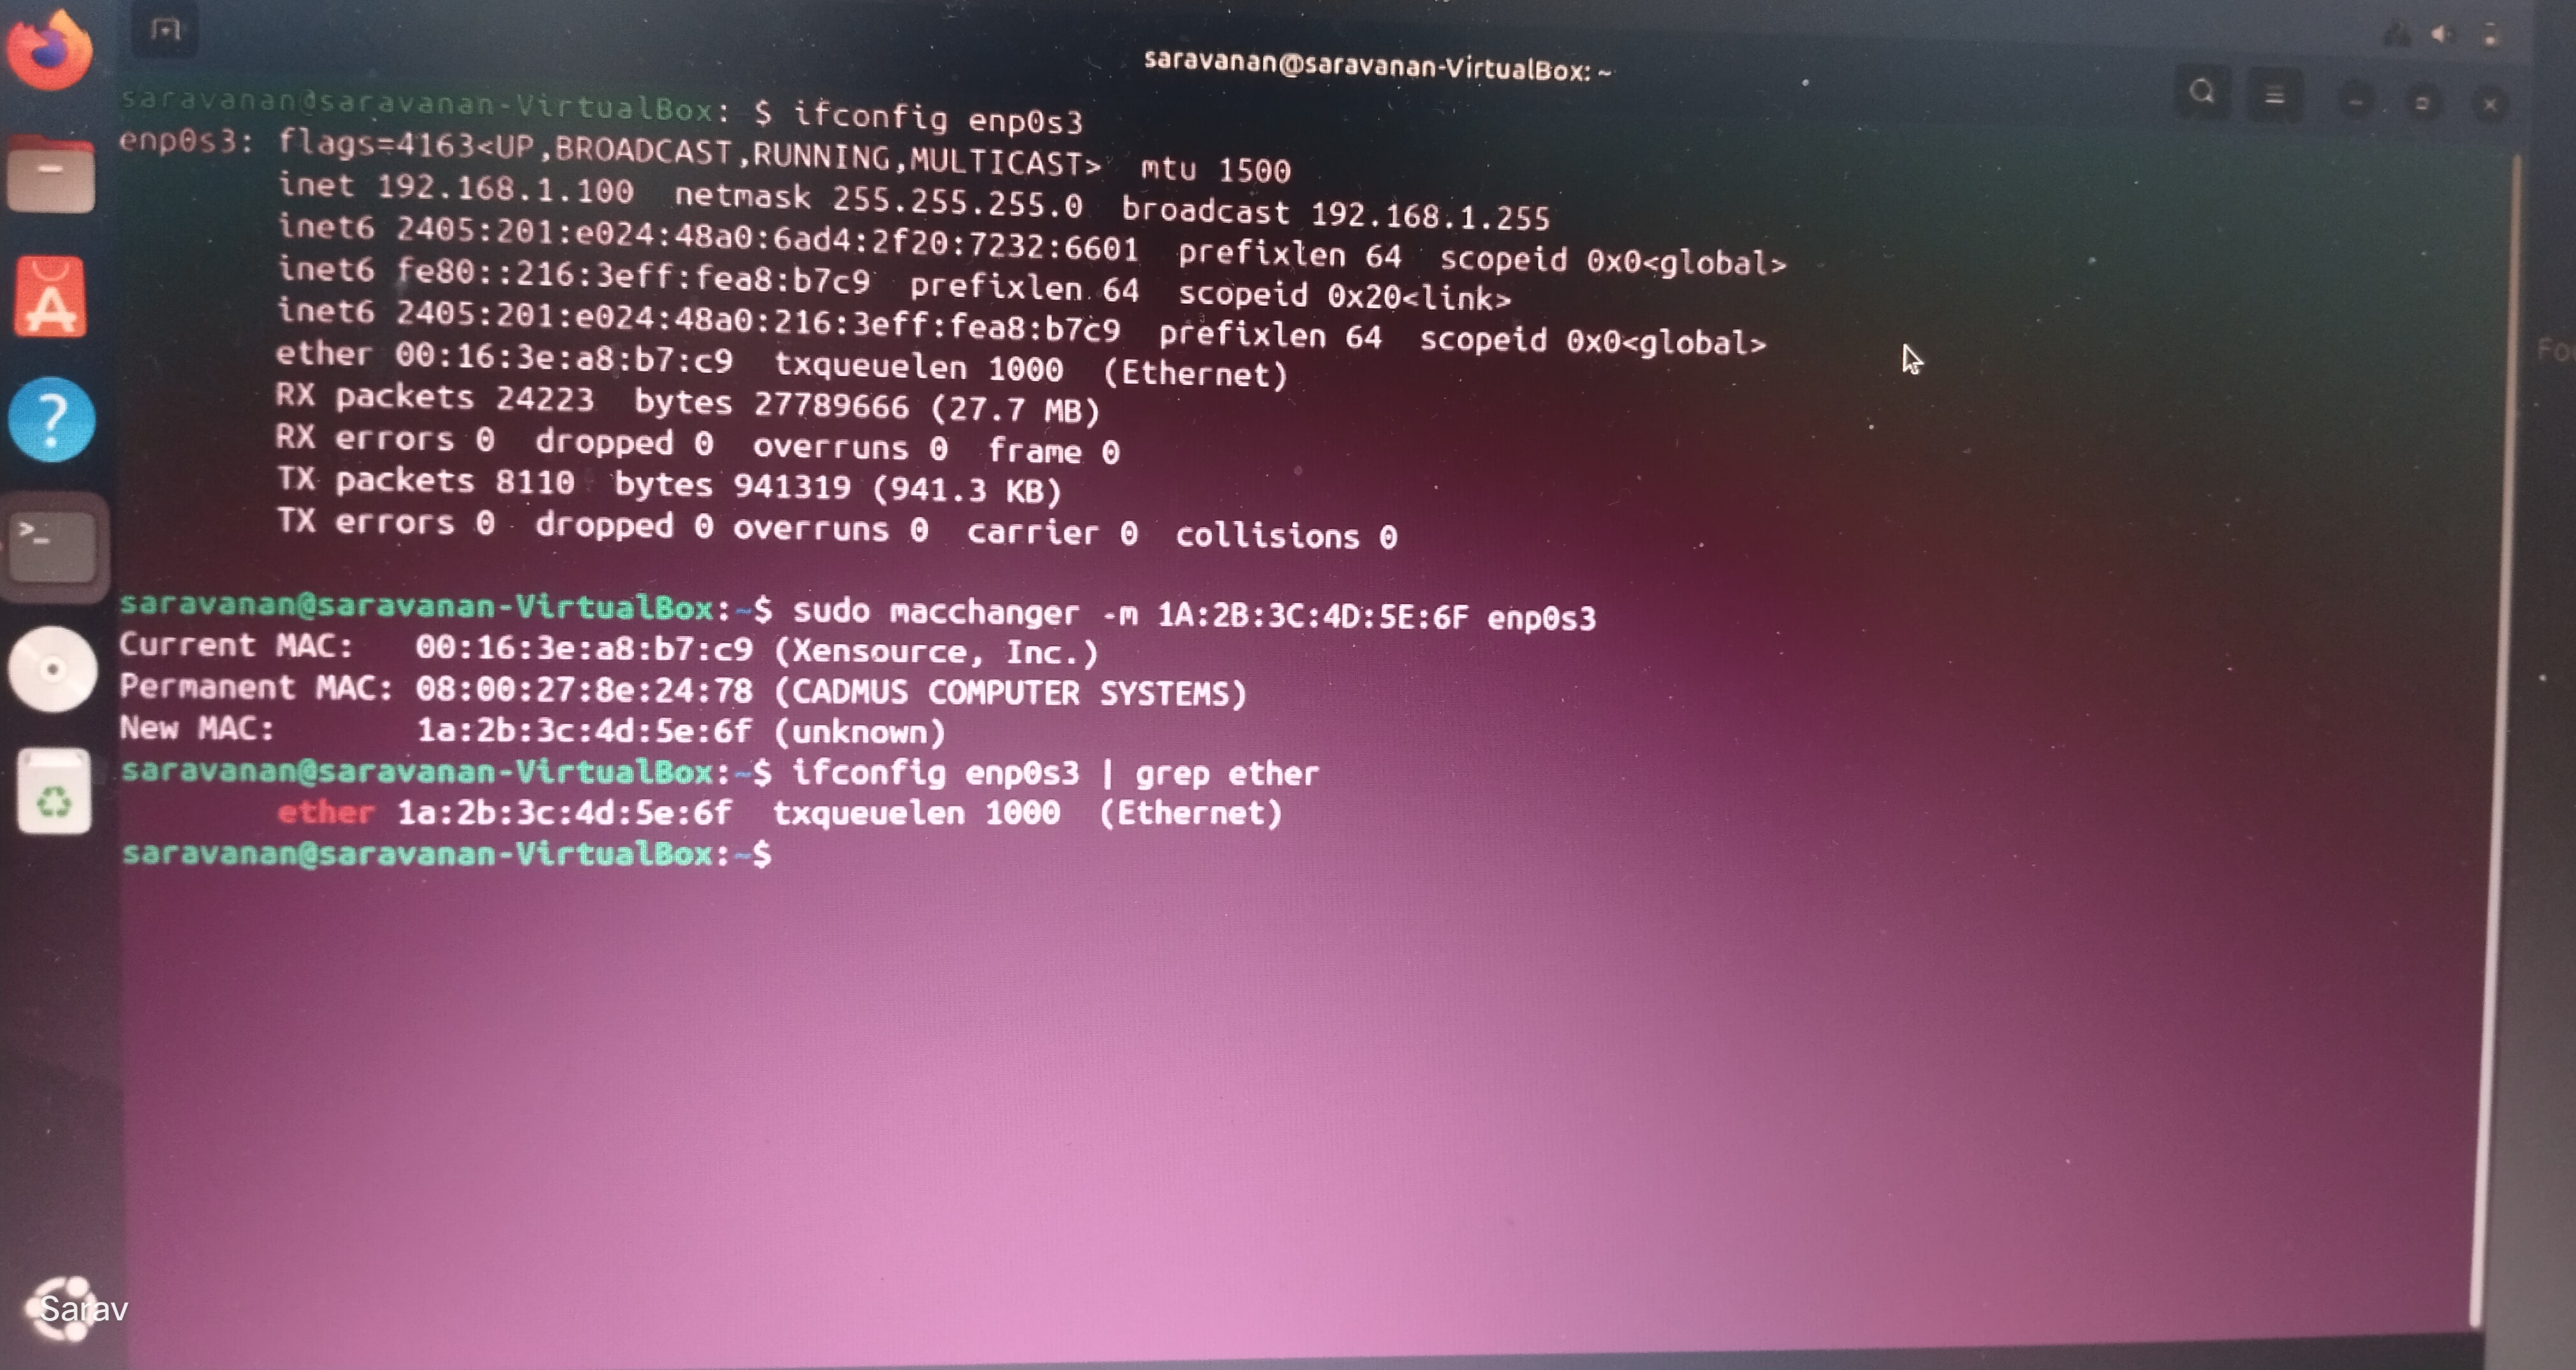 saravanan@saravanan-VirtualBox: ~
saravanan@saravanan-VirtualBox: $ ifconfig enp0s3
enp0s3: flags=4163<UP,BROADCAST,RUNNING,MULTICAST>  mtu 1500
        inet 192.168.1.100  netmask 255.255.255.0  broadcast 192.168.1.255
        inet6 2405:201:e024:48a0:6ad4:2f20:7232:6601  prefixlen 64  scopeid 0x0<global>
        inet6 fe80::216:3eff:fea8:b7c9  prefixlen 64  scopeid 0x20<link>
        inet6 2405:201:e024:48a0:216:3eff:fea8:b7c9  prefixlen 64  scopeid 0x0<global>
        ether 00:16:3e:a8:b7:c9  txqueuelen 1000  (Ethernet)
        RX packets 24223  bytes 27789666 (27.7 MB)
        RX errors 0  dropped 0  overruns 0  frame 0
        TX packets 8110  bytes 941319 (941.3 KB)
        TX errors 0  dropped 0 overruns 0  carrier 0  collisions 0
saravanan@saravanan-VirtualBox:~$ sudo macchanger -m 1A:2B:3C:4D:5E:6F enp0s3
Current MAC:   00:16:3e:a8:b7:c9 (Xensource, Inc.)
Permanent MAC: 08:00:27:8e:24:78 (CADMUS COMPUTER SYSTEMS)
New MAC:       1a:2b:3c:4d:5e:6f (unknown)
saravanan@saravanan-VirtualBox:~$ ifconfig enp0s3 | grep ether
        ether 1a:2b:3c:4d:5e:6f  txqueuelen 1000  (Ethernet)
saravanan@saravanan-VirtualBox:~$
Sarav